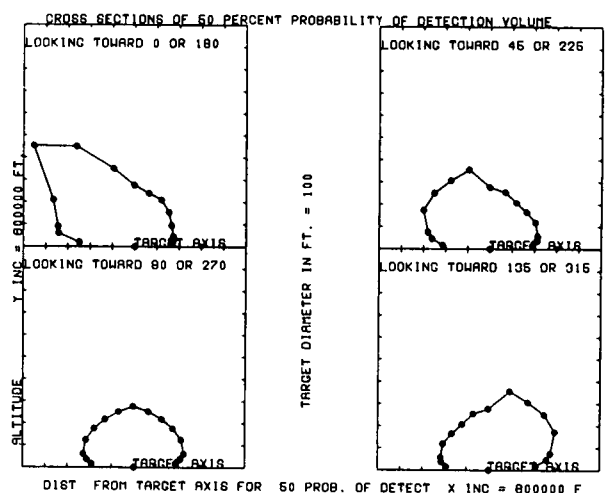 CROSS SECTIONS OF 50 PERCENT PROBABILITY OF DETECTION VOLUME
LOOKING TOWARD 0 OR 180
LOOKING TOWARD 45 OR 225
TARGET AXIS
TARGET AXIS
LOOKING TOWARD 90 OR 270
LOOKING TOWARD 135 OR 315
TARGET AXIS
TARGET AXIS
ALTITUDE Y INC = 800000 FT.
TARGET DIAMETER IN FT. = 100
DIST FROM TARGET AXIS FOR 50 PROB. OF DETECT X INC = 800000 F